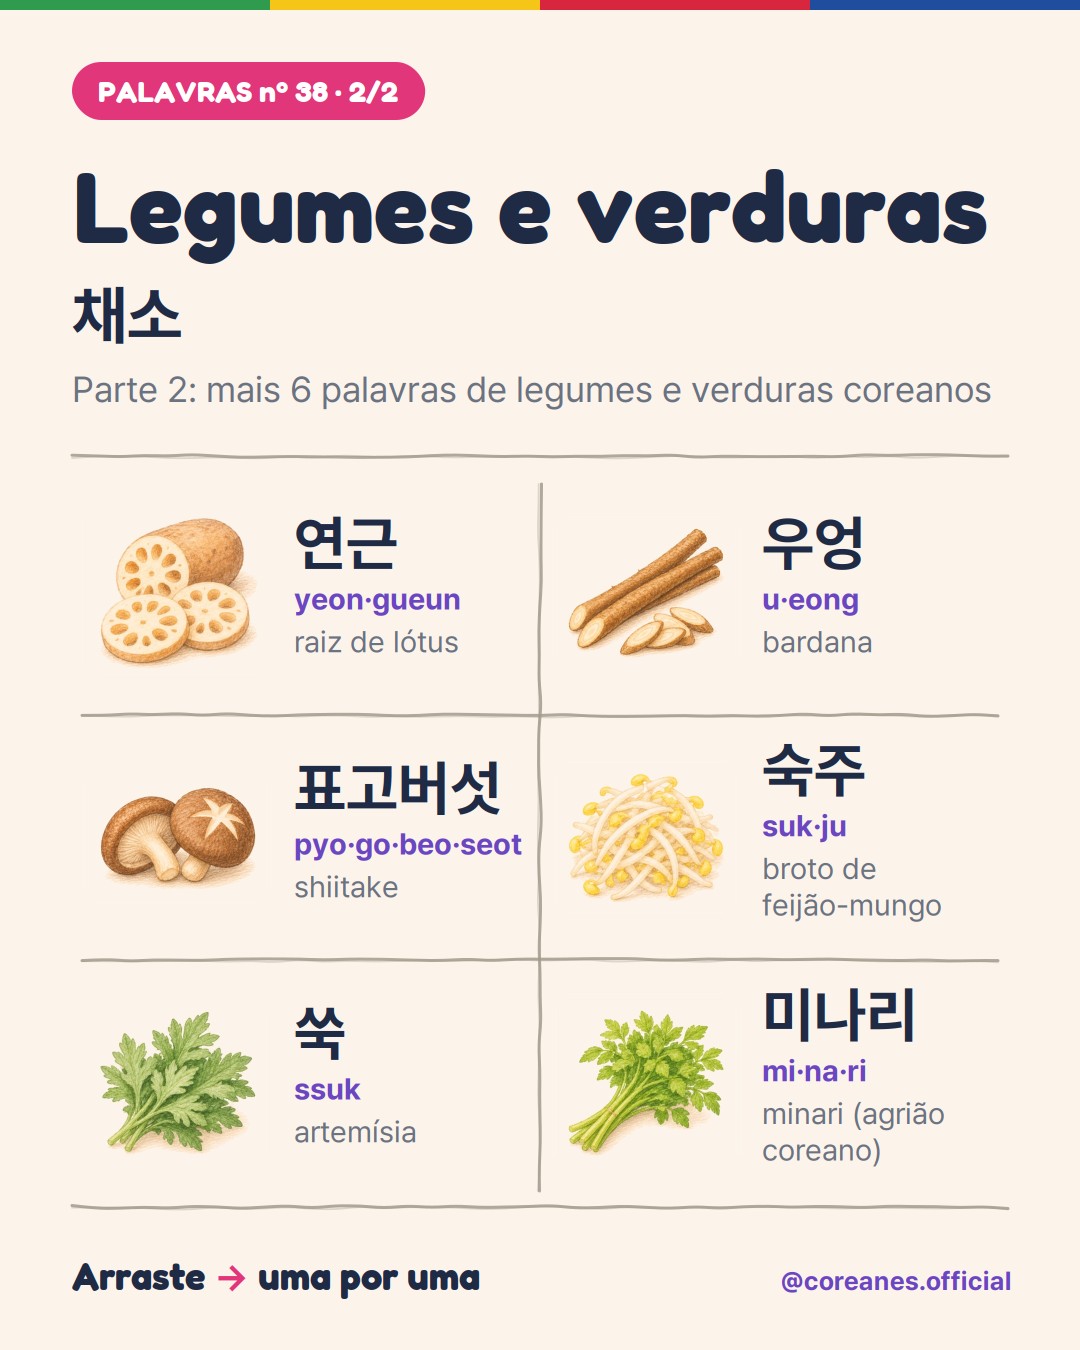 PALAVRAS nº 38 · 2/2
Legumes e verduras
채소
Parte 2: mais 6 palavras de legumes e verduras coreanos
연근
yeon·gueun
raiz de lótus
우엉
u·eong
bardana
표고버섯
pyo·go·beo·seot
shiitake
숙주
suk·ju
broto de
feijão-mungo
쑥
ssuk
artemísia
미나리
mi·na·ri
minari (agrião
coreano)
Arraste → uma por uma
@coreanes.official